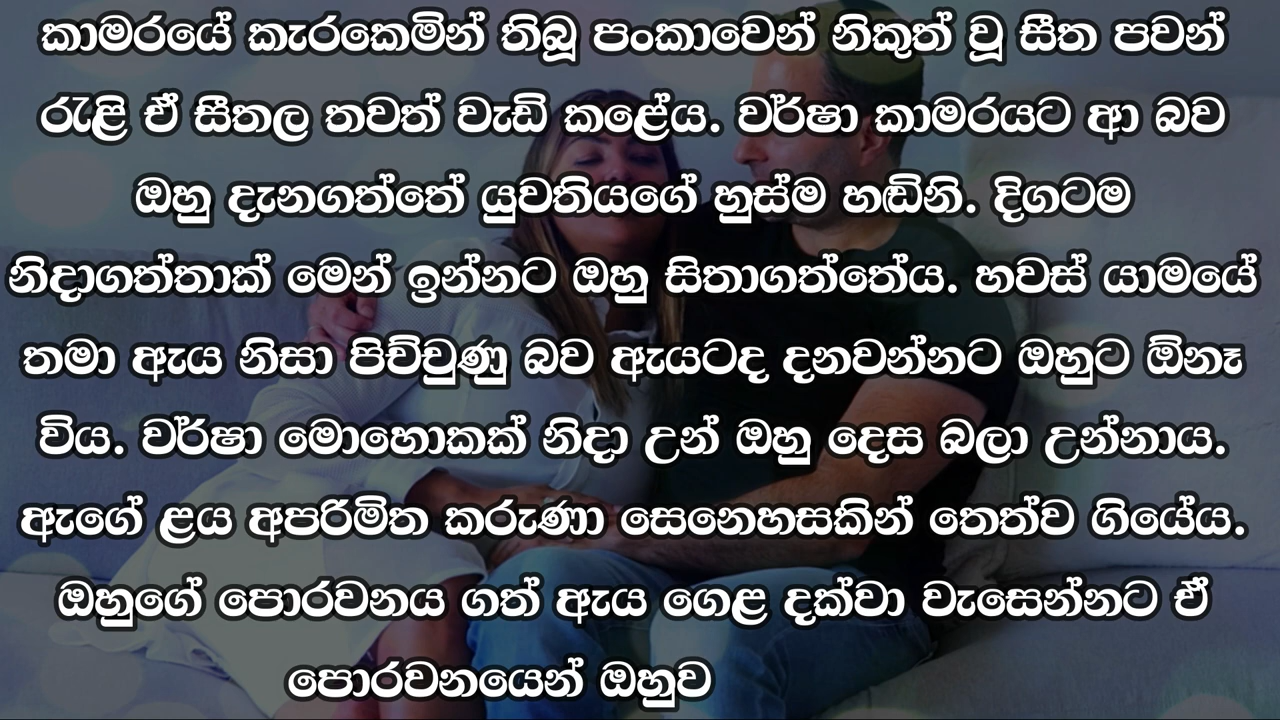 කාමරයේ කැරකෙමින් තිබූ පංකාවෙන් නිකුත් වූ සීත පවන්
රැළි ඒ සීතල තවත් වැඩි කළේය. වර්ෂා කාමරයට ආ බව
ඔහු දැනගත්තේ යුවතියගේ හුස්ම හඬිනි. දිගටම
නිදාගත්තාක් මෙන් ඉන්නට ඔහු සිතාගත්තේය. හවස් යාමයේ
තමා ඇය නිසා පිච්චුණු බව ඇයටද දනවන්නට ඔහුට ඕනෑ
විය. වර්ෂා මොහොකක් නිදා උන් ඔහු දෙස බලා උන්නාය.
ඇගේ ළය අපරිමිත කරුණා සෙනෙහසකින් තෙත්ව ගියේය.
ඔහුගේ පොරවනය ගත් ඇය ගෙළ දක්වා වැසෙන්නට ඒ
පොරවනයෙන් ඔහුව